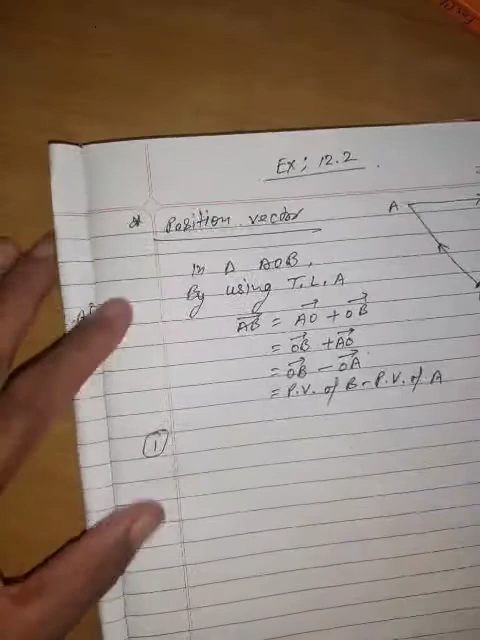 Ex; 12.2
* Position vector
A
In Δ AOB,
By using T.L.A
AB→ = AO→ + OB→
= OB→ + AO→
= OB→ - OA→
= P.V. of B - P.V. of A
1